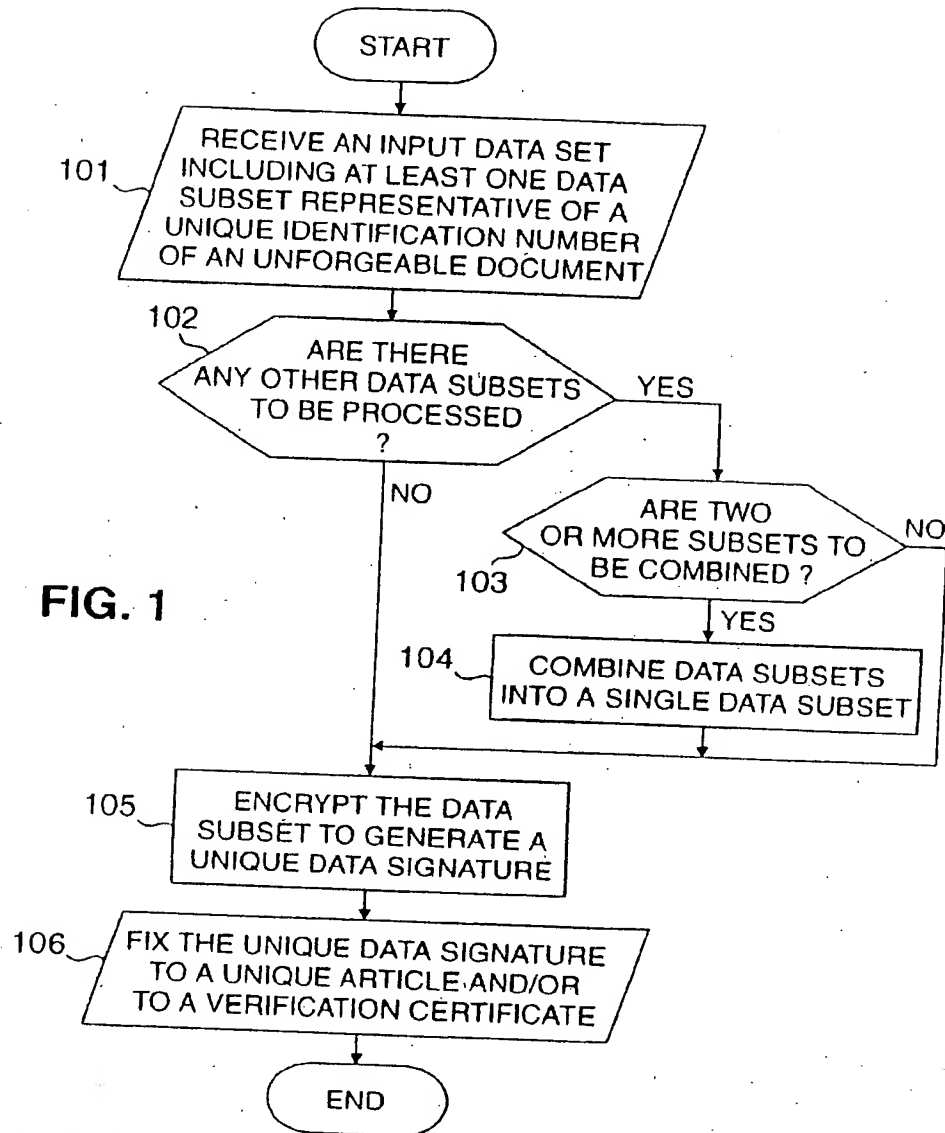 START
101
RECEIVE AN INPUT DATA SET
INCLUDING AT LEAST ONE DATA
SUBSET REPRESENTATIVE OF A
UNIQUE IDENTIFICATION NUMBER
OF AN UNFORGEABLE DOCUMENT
102
ARE THERE
ANY OTHER DATA SUBSETS
TO BE PROCESSED
?
YES
NO
ARE TWO
OR MORE SUBSETS TO
BE COMBINED ?
NO
103
YES
FIG. 1
104
COMBINE DATA SUBSETS
INTO A SINGLE DATA SUBSET
105
ENCRYPT THE DATA
SUBSET TO GENERATE A
UNIQUE DATA SIGNATURE
106
FIX THE UNIQUE DATA SIGNATURE
TO A UNIQUE ARTICLE AND/OR
TO A VERIFICATION CERTIFICATE
END